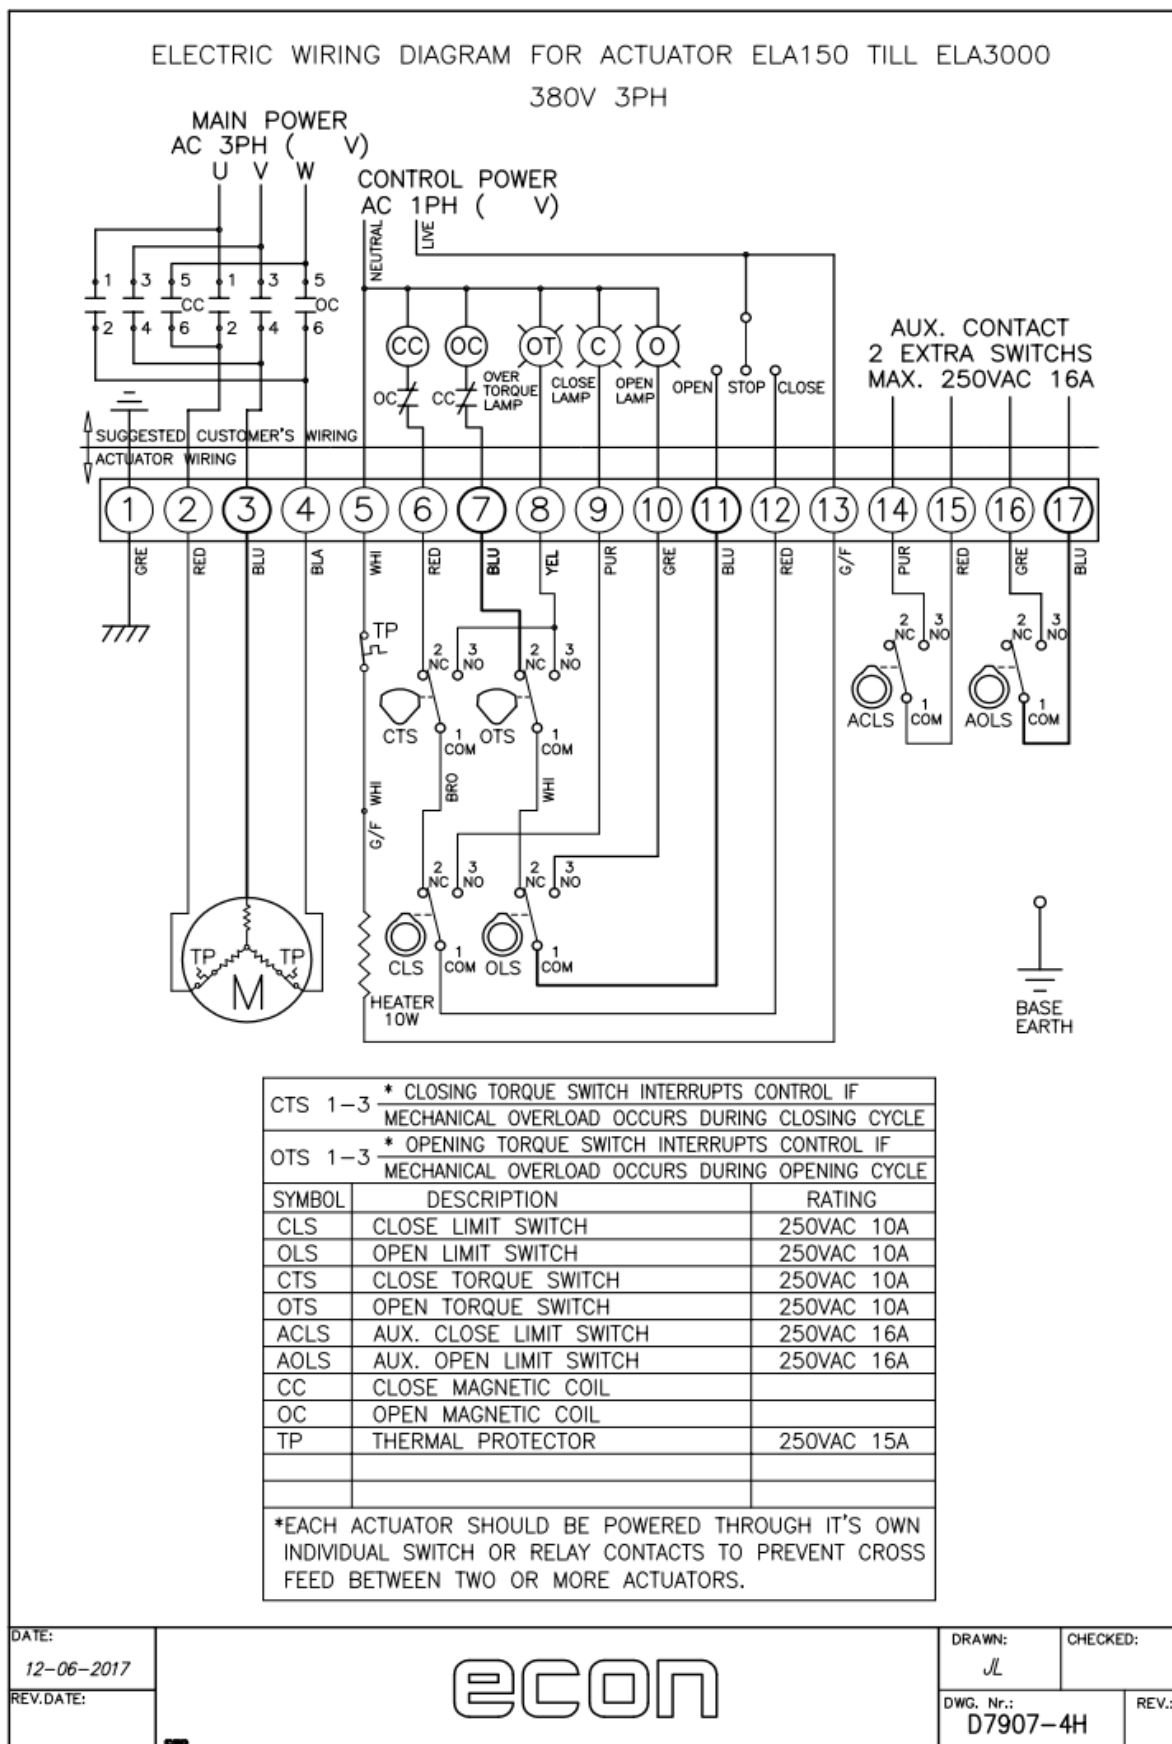 ELECTRIC WIRING DIAGRAM FOR ACTUATOR ELA150 TILL ELA3000
380V 3PH
MAIN POWER
AC 3PH ( V)
U V W
CONTROL POWER
AC 1PH ( V)
NEUTRAL
LIVE
1 3 5 1 3 5
CC OC
2 4 6 2 4 6
CC OC OT C O
OC CC
OVER
TORQUE
LAMP
CLOSE
LAMP
OPEN
LAMP
OPEN STOP CLOSE
AUX. CONTACT
2 EXTRA SWITCHS
MAX. 250VAC 16A
SUGGESTED CUSTOMER'S WIRING
ACTUATOR WIRING
1 2 3 4 5 6 7 8 9 10 11 12 13 14 15 16 17
GRE RED BLU BLA WHI RED BLU YEL PUR GRE BLU RED G/F PUR RED GRE BLU
TP
2 3 2 3
NC NO NC NO
CTS OTS
1 1
COM COM
2 3 2 3
NC NO NC NO
ACLS AOLS
1 1
COM COM
WHI BRO WHI
G/F
2 3 2 3
NC NO NC NO
CLS OLS
1 1
COM COM
TP TP
M
HEATER
10W
BASE
EARTH
CTS 1-3 * CLOSING TORQUE SWITCH INTERRUPTS CONTROL IF
MECHANICAL OVERLOAD OCCURS DURING CLOSING CYCLE
OTS 1-3 * OPENING TORQUE SWITCH INTERRUPTS CONTROL IF
MECHANICAL OVERLOAD OCCURS DURING OPENING CYCLE
SYMBOL DESCRIPTION RATING
CLS CLOSE LIMIT SWITCH 250VAC 10A
OLS OPEN LIMIT SWITCH 250VAC 10A
CTS CLOSE TORQUE SWITCH 250VAC 10A
OTS OPEN TORQUE SWITCH 250VAC 10A
ACLS AUX. CLOSE LIMIT SWITCH 250VAC 16A
AOLS AUX. OPEN LIMIT SWITCH 250VAC 16A
CC CLOSE MAGNETIC COIL
OC OPEN MAGNETIC COIL
TP THERMAL PROTECTOR 250VAC 15A
*EACH ACTUATOR SHOULD BE POWERED THROUGH IT'S OWN
INDIVIDUAL SWITCH OR RELAY CONTACTS TO PREVENT CROSS
FEED BETWEEN TWO OR MORE ACTUATORS.
DATE:
12-06-2017
REV.DATE:
econ
DRAWN:
JL
CHECKED:
DWG. Nr.:
D7907-4H
REV.: